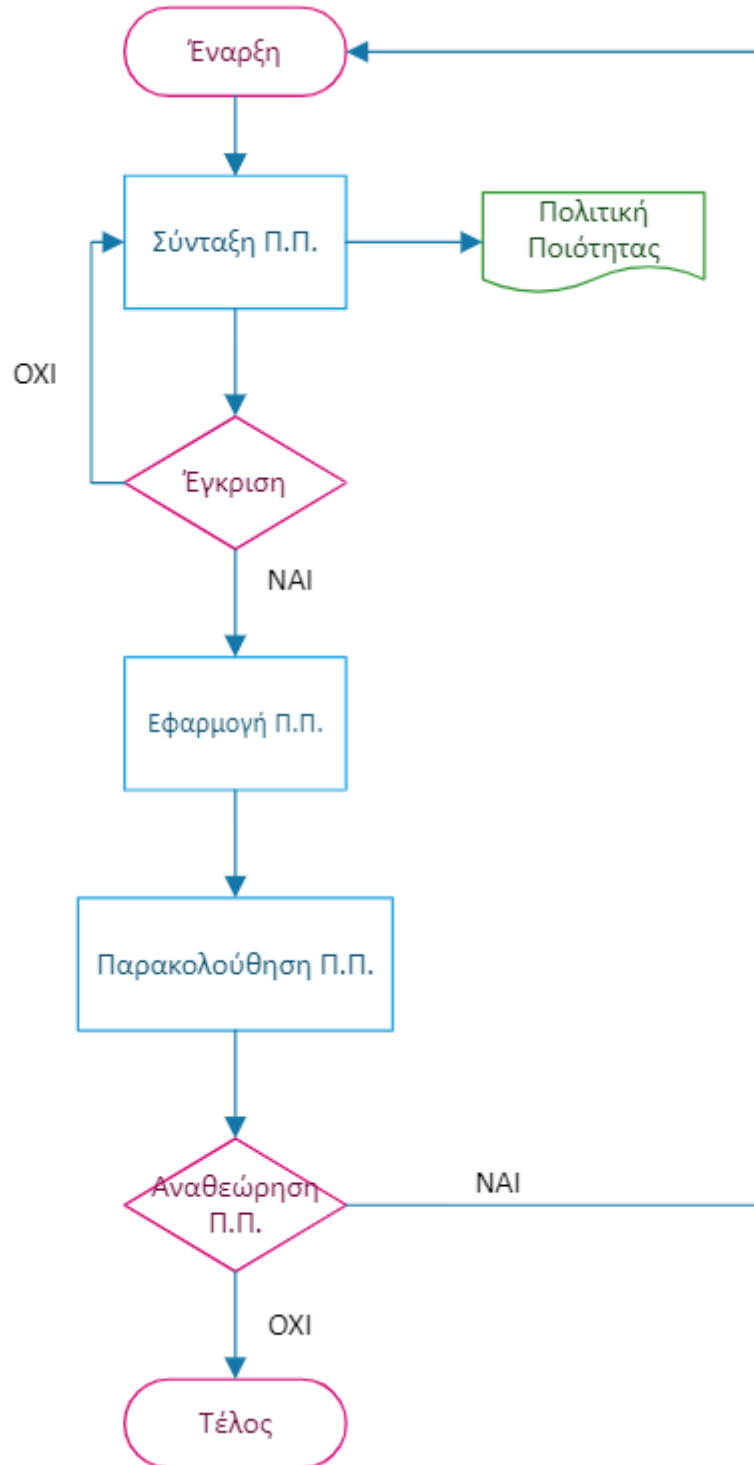 Έναρξη
Σύνταξη Π.Π.
Πολιτική
Ποιότητας
ΟΧΙ
Έγκριση
ΝΑΙ
Εφαρμογή Π.Π.
Παρακολούθηση Π.Π.
Αναθεώρηση
Π.Π.
ΝΑΙ
ΟΧΙ
Τέλος